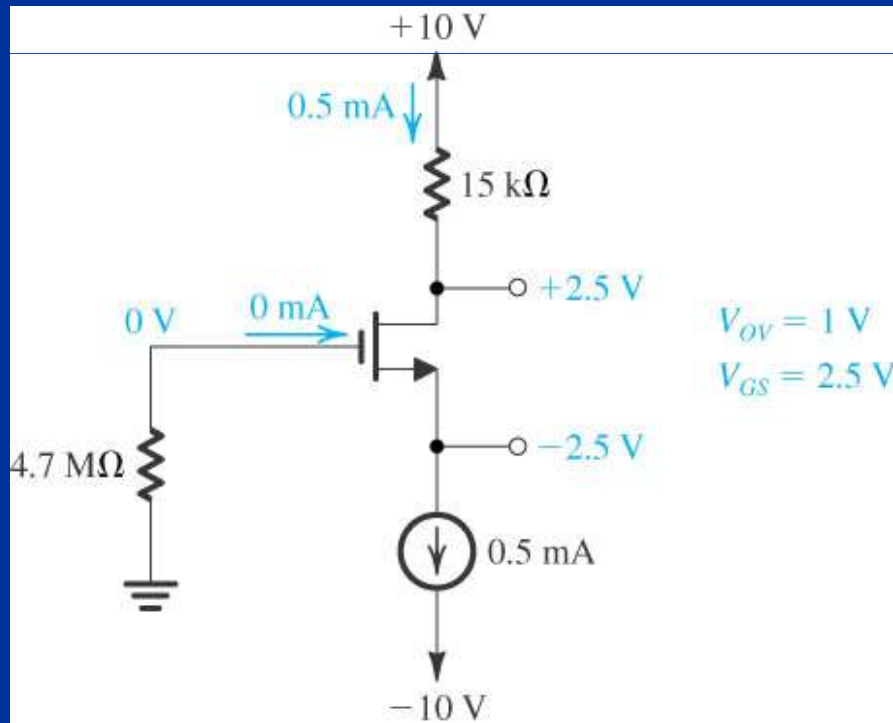 +10 V
0.5 mA
15 kΩ
+2.5 V
0 V
0 mA
V_OV = 1 V
V_GS = 2.5 V
−2.5 V
4.7 MΩ
0.5 mA
−10 V